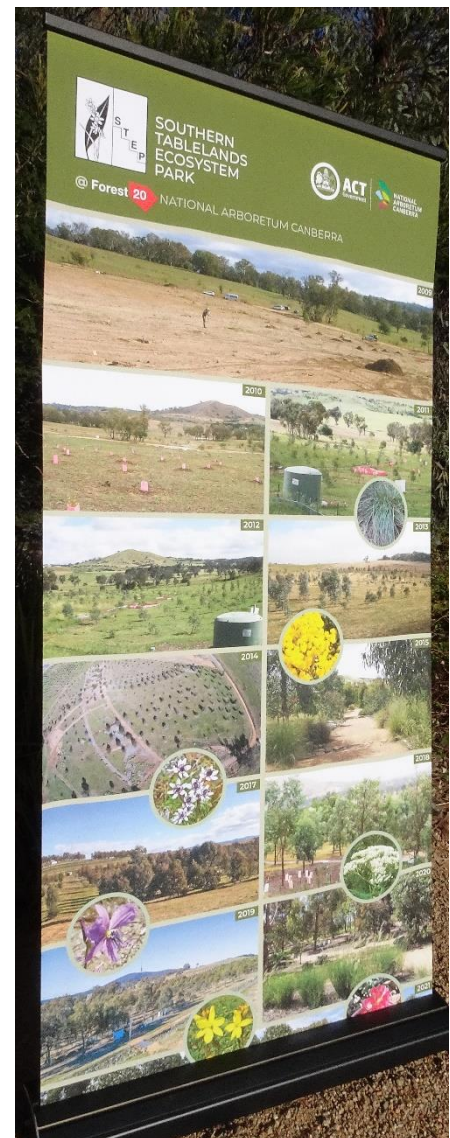 STEP
SOUTHERN
TABLELANDS
ECOSYSTEM
PARK
@ Forest 20 NATIONAL ARBORETUM CANBERRA
ACT
Government
NATIONAL
ARBORETUM
CANBERRA
2009
2010
2011
2012
2013
2014
2015
2017
2018
2019
2020
2021